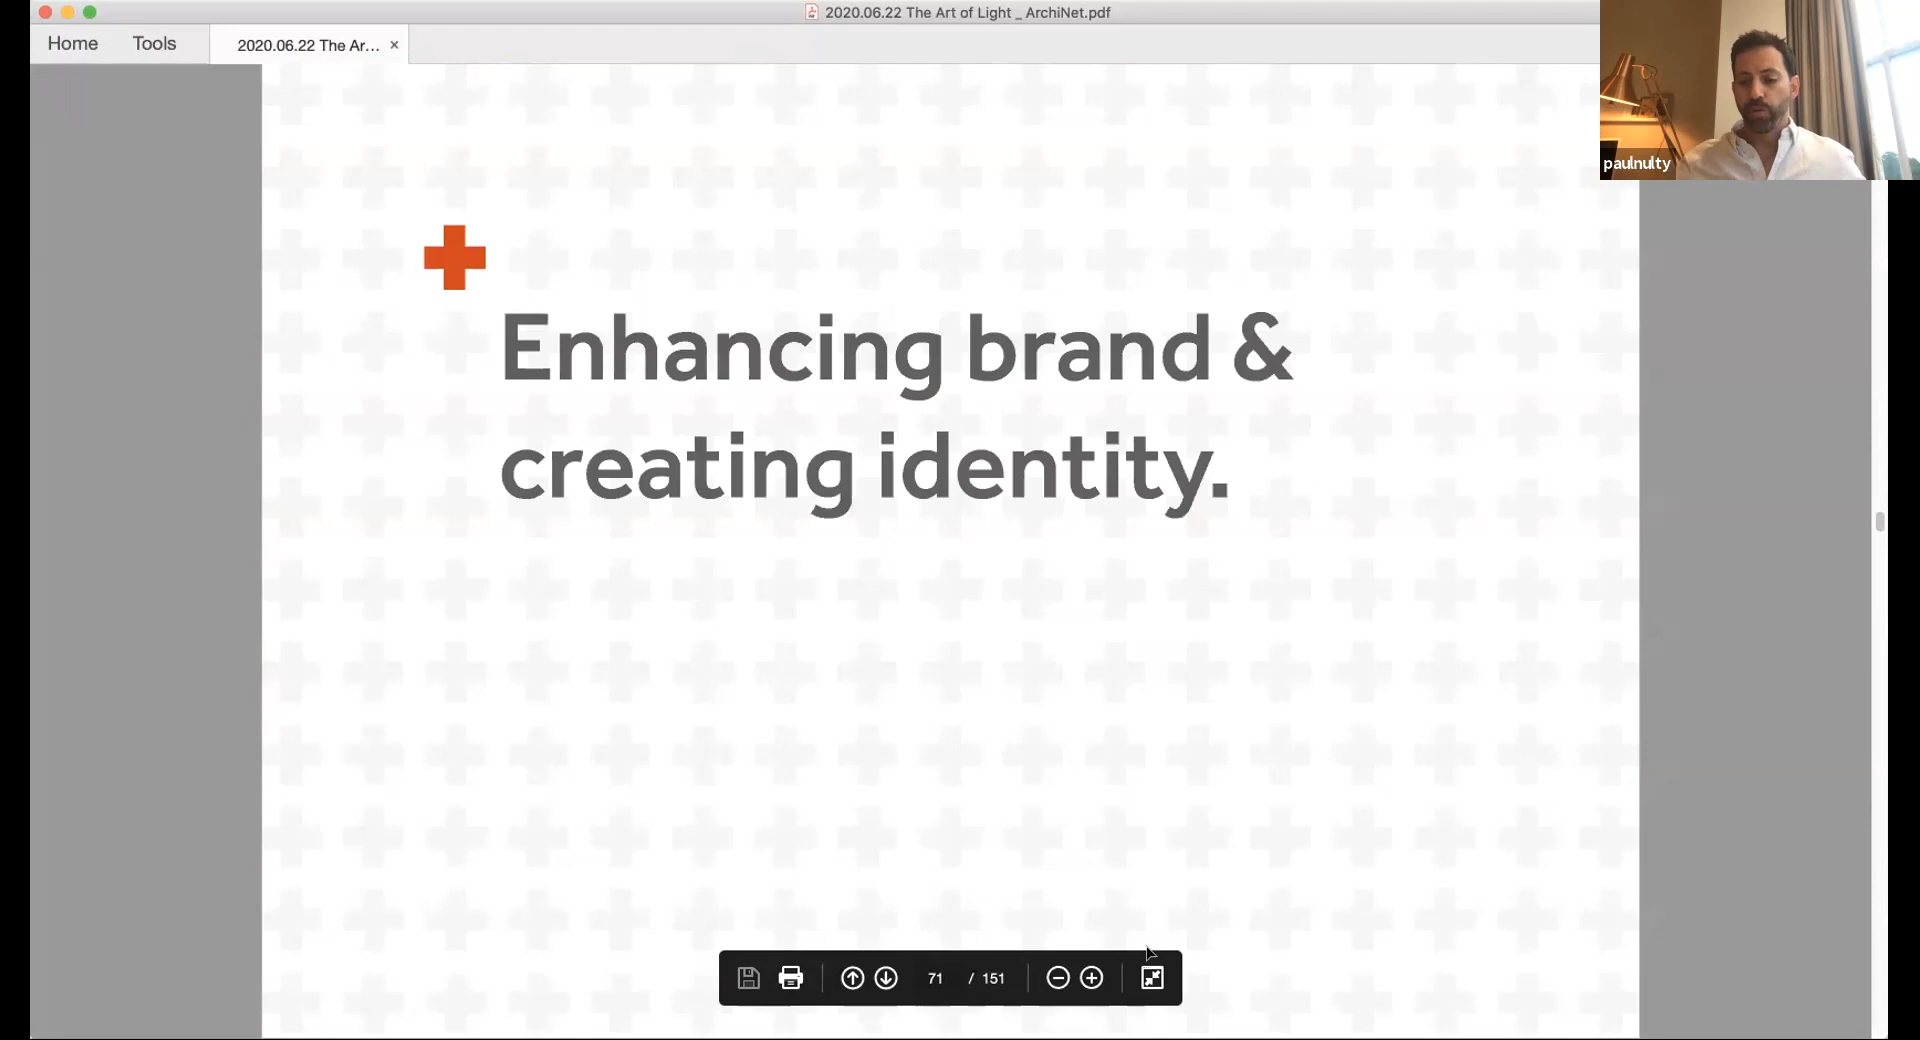 2020.06.22 The Art of Light _ ArchiNet.pdf
Home Tools 2020.06.22 The Ar... ×
paulnulty
Enhancing brand &
creating identity.
71 / 151